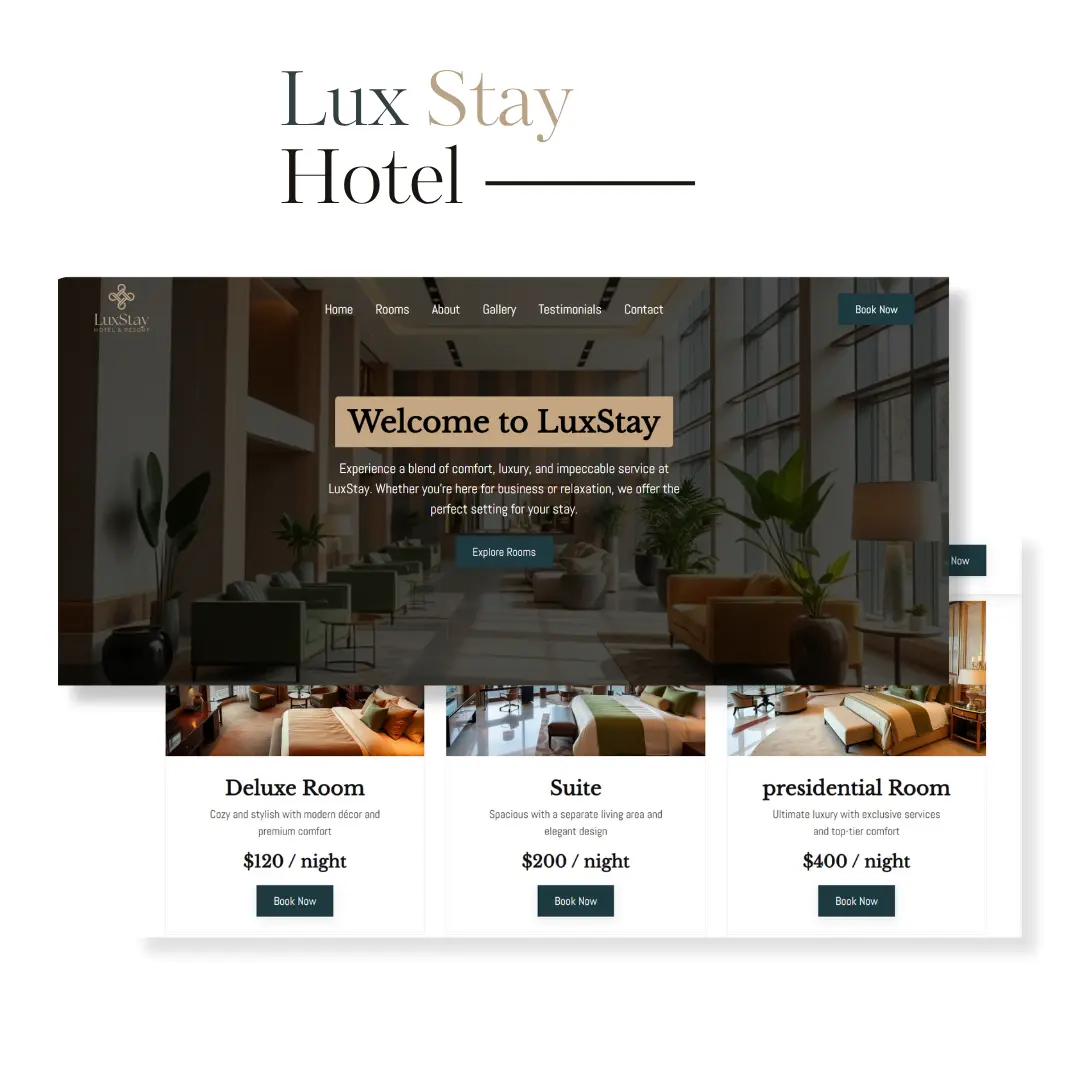 Lux Stay
Hotel
LuxStay
HOTEL & RESORT
Home Rooms About Gallery Testimonials Contact
Book Now
Welcome to LuxStay
Experience a blend of comfort, luxury, and impeccable service at
LuxStay. Whether you're here for business or relaxation, we offer the
perfect setting for your stay.
Explore Rooms
Now
Deluxe Room
Cozy and stylish with modern décor and
premium comfort
$120 / night
Book Now
Suite
Spacious with a separate living area and
elegant design
$200 / night
Book Now
presidential Room
Ultimate luxury with exclusive services
and top-tier comfort
$400 / night
Book Now